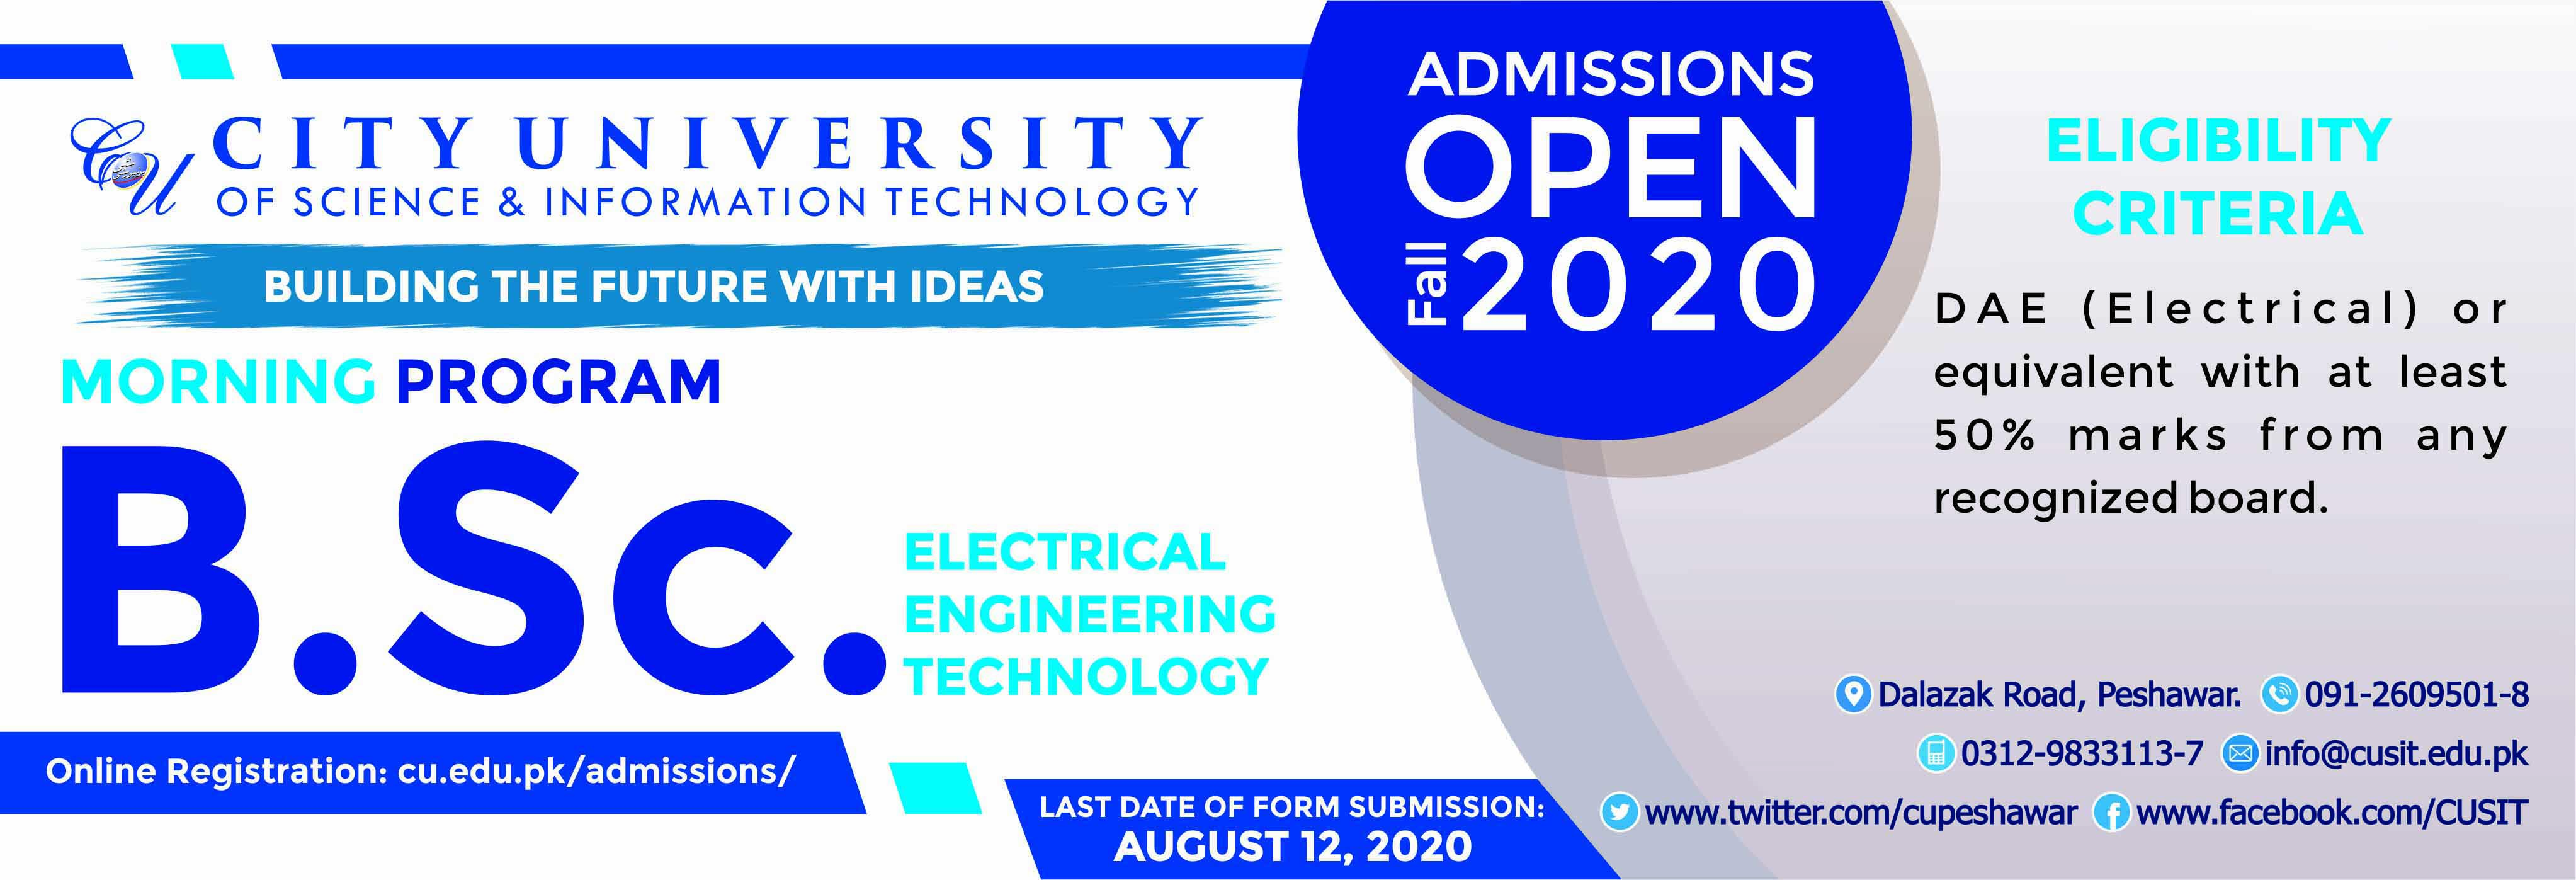 CU CITY UNIVERSITY
OF SCIENCE & INFORMATION TECHNOLOGY
BUILDING THE FUTURE WITH IDEAS
MORNING PROGRAM
B.Sc.
ELECTRICAL
ENGINEERING
TECHNOLOGY
Online Registration: cu.edu.pk/admissions/
LAST DATE OF FORM SUBMISSION:
AUGUST 12, 2020
ADMISSIONS
OPEN
Fall 2020
ELIGIBILITY
CRITERIA
DAE (Electrical) or
equivalent with at least
50% marks from any
recognized board.
Dalazak Road, Peshawar. 091-2609501-8
0312-9833113-7 info@cusit.edu.pk
www.twitter.com/cupeshawar www.facebook.com/CUSIT